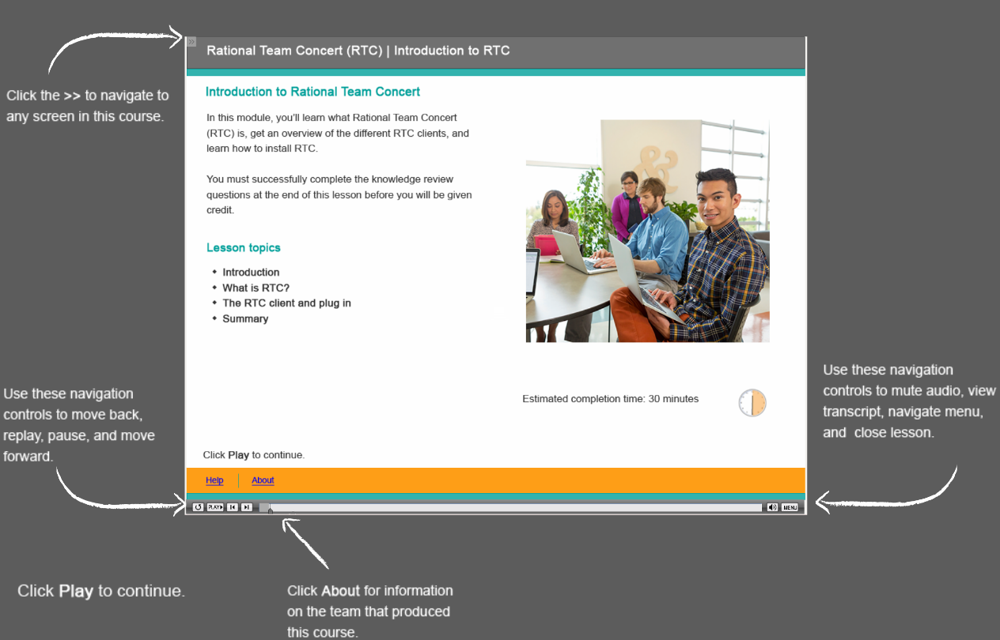 >>
Rational Team Concert (RTC) | Introduction to RTC
Click the >> to navigate to
any screen in this course.
Introduction to Rational Team Concert
In this module, you'll learn what Rational Team Concert
(RTC) is, get an overview of the different RTC clients, and
learn how to install RTC.
You must successfully complete the knowledge review
questions at the end of this lesson before you will be given
credit.
&
Lesson topics
Introduction
What is RTC?
The RTC client and plug in
Summary
Use these navigation
controls to move back,
replay, pause, and move
forward.
Estimated completion time: 30 minutes
Use these navigation
controls to mute audio, view
transcript, navigate menu,
and  close lesson.
Click Play to continue.
Help
About
PLAY
MENU
Click Play to continue.
Click About for information
on the team that produced
this course.